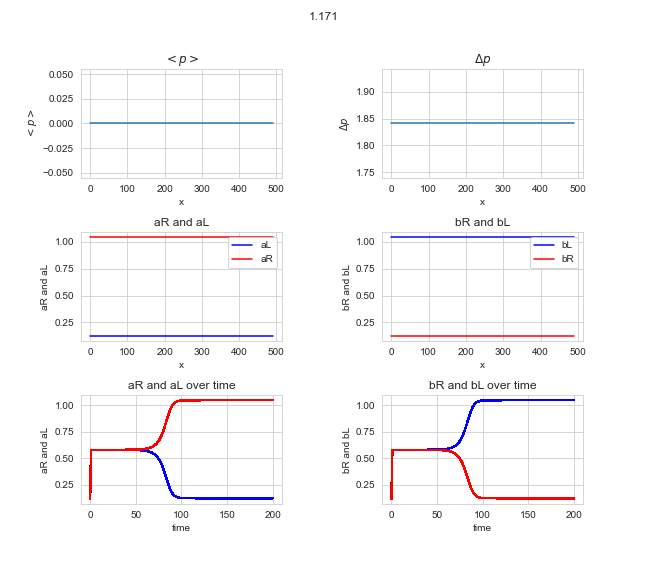 1.171
< p >
0.050
0.025
0.000
−0.025
−0.050
< p >
0 100 200 300 400 500
x
Δp
1.90
1.85
1.80
1.75
Δp
0 100 200 300 400 500
x
aR and aL
1.00
0.75
0.50
0.25
aR and aL
aL
aR
0 100 200 300 400 500
x
bR and bL
1.00
0.75
0.50
0.25
bR and bL
bL
bR
0 100 200 300 400 500
x
aR and aL over time
1.00
0.75
0.50
0.25
aR and aL
0 50 100 150 200
time
bR and bL over time
1.00
0.75
0.50
0.25
bR and bL
0 50 100 150 200
time